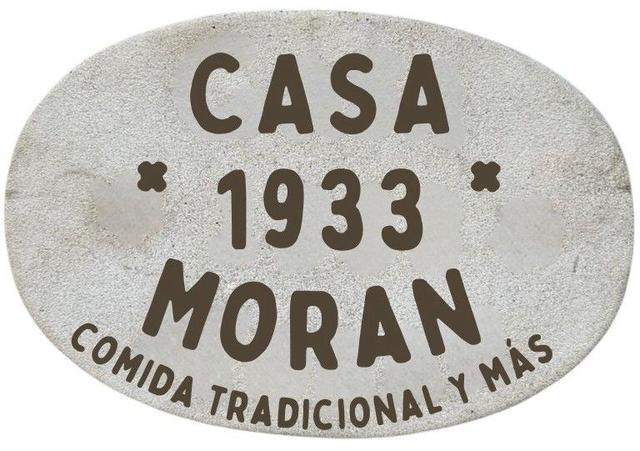 CASA
1933
MORAN
COMIDA TRADICIONAL Y MÁS